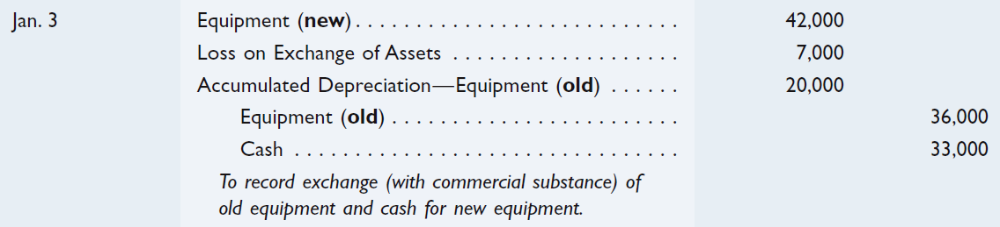 Jan. 3 Equipment (new) . . . . . . . . . . . . . . . . . . . . . . . . . . . 42,000
Loss on Exchange of Assets . . . . . . . . . . . . . . . . . . . 7,000
Accumulated Depreciation—Equipment (old) . . . . . . 20,000
Equipment (old) . . . . . . . . . . . . . . . . . . . . . . . . 36,000
Cash . . . . . . . . . . . . . . . . . . . . . . . . . . . . . . . . 33,000
To record exchange (with commercial substance) of
old equipment and cash for new equipment.